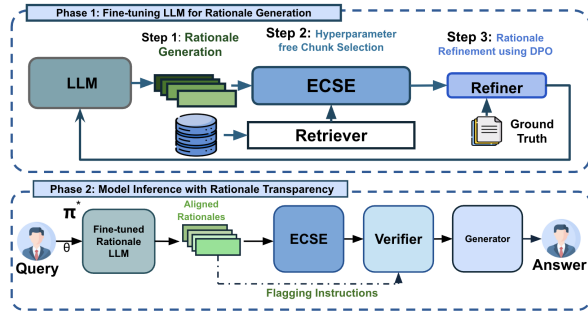 Phase 1: Fine-tuning LLM for Rationale Generation
Step 1: Rationale
Generation
Step 2: Hyperparameter
free Chunk Selection
Step 3: Rationale
Refinement using DPO
LLM
ECSE
Refiner
Retriever
Ground
Truth
Phase 2: Model Inference with Rationale Transparency
π*
θ
Aligned
Rationales
Fine-tuned
Rationale
LLM
ECSE
Verifier
Generator
Query
Answer
Flagging Instructions